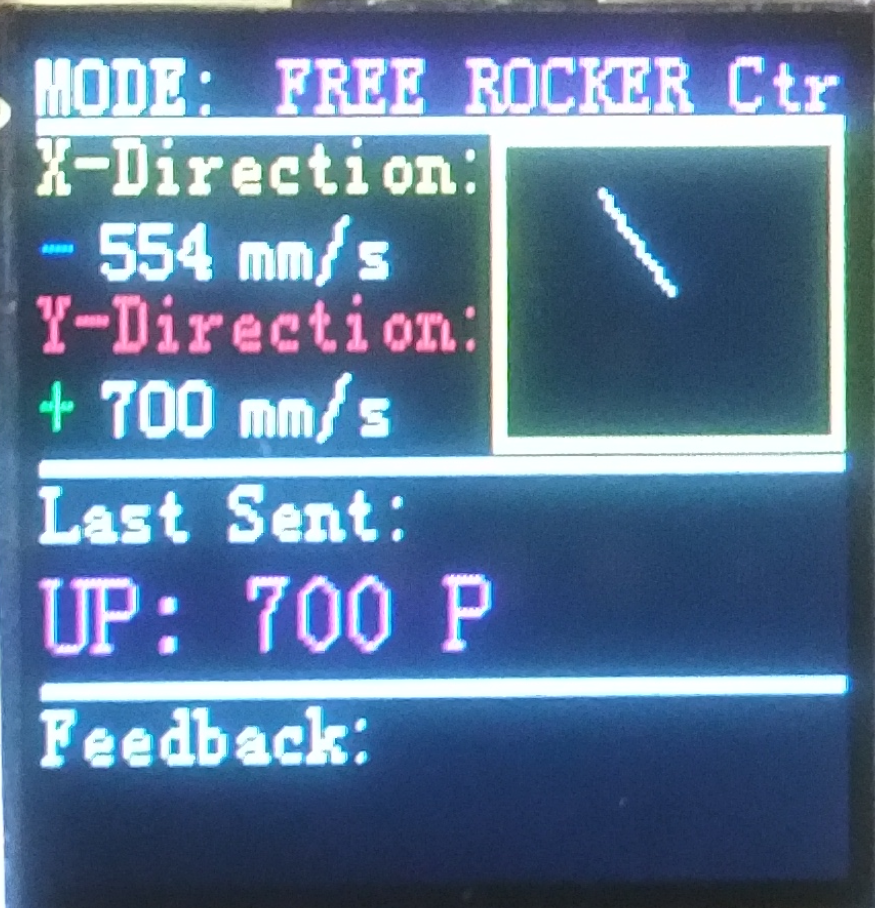 MODE: FREE ROCKER Ctr
X-Direction:
- 554 mm/s
Y-Direction:
+ 700 mm/s
Last Sent:
UP: 700 P
Feedback: